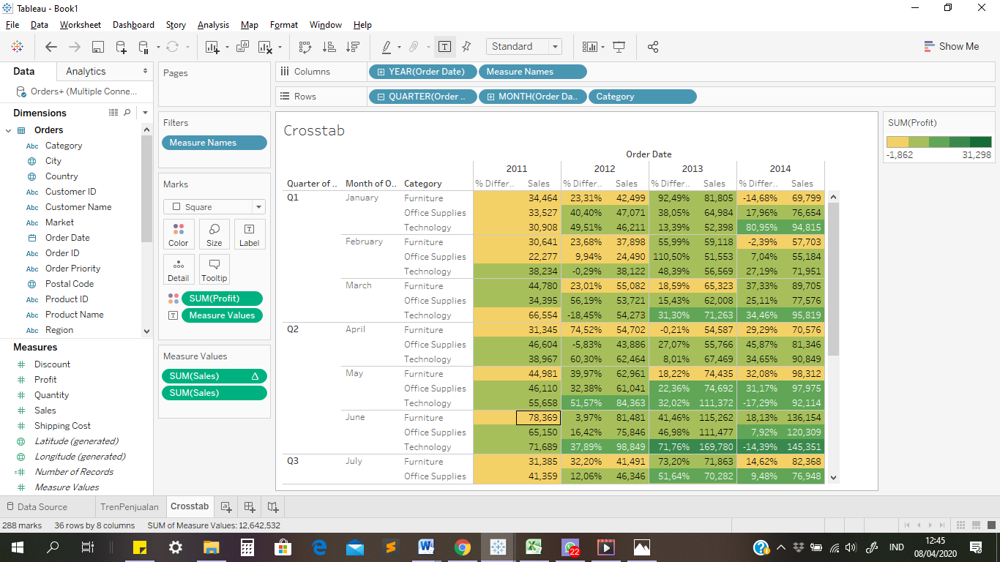 Tableau - Book1
File Data Worksheet Dashboard Story Analysis Map Format Window Help
Standard
Show Me
Data Analytics
Orders+ (Multiple Conne...
Dimensions
Orders
Abc Category
City
Country
Abc Customer ID
Abc Customer Name
Abc Market
Order Date
Abc Order ID
Abc Order Priority
Postal Code
Abc Product ID
Abc Product Name
Abc Region
Measures
Discount
Profit
Quantity
Sales
Shipping Cost
Latitude (generated)
Longitude (generated)
Number of Records
Measure Values
Pages
Filters
Measure Names
Marks
Square
Color Size Label
Detail Tooltip
SUM(Profit)
Measure Values
Measure Values
SUM(Sales)
SUM(Sales)
Columns YEAR(Order Date) Measure Names
Rows QUARTER(Order .. MONTH(Order Da.. Category
Crosstab
Order Date
2011 2012 2013 2014
Quarter of .. Month of O.. Category % Differ.. Sales % Differ.. Sales % Differ.. Sales % Differ.. Sales
Q1 January Furniture 34,464 23,31% 42,499 92,49% 81,805 -14,68% 69,799
Office Supplies 33,527 40,40% 47,071 38,05% 64,984 17,96% 76,654
Technology 30,908 49,51% 46,211 13,39% 52,398 80,95% 94,815
February Furniture 30,641 23,68% 37,898 55,99% 59,118 -2,39% 57,703
Office Supplies 22,277 9,94% 24,490 110,50% 51,553 7,04% 55,184
Technology 38,234 -0,29% 38,122 48,39% 56,569 27,19% 71,951
March Furniture 44,780 23,01% 55,082 18,59% 65,323 37,33% 89,705
Office Supplies 34,395 56,19% 53,721 15,43% 62,008 25,11% 77,576
Technology 66,554 -18,45% 54,273 31,30% 71,263 34,46% 95,819
Q2 April Furniture 31,345 74,52% 54,702 -0,21% 54,587 29,29% 70,576
Office Supplies 46,604 -5,83% 43,886 27,07% 55,766 45,87% 81,346
Technology 38,967 60,30% 62,464 8,01% 67,469 34,65% 90,849
May Furniture 44,981 39,97% 62,961 18,22% 74,435 32,08% 98,312
Office Supplies 46,110 32,38% 61,041 22,36% 74,692 31,17% 97,975
Technology 55,658 51,57% 84,363 32,02% 111,372 -17,29% 92,114
June Furniture 78,369 3,97% 81,481 41,46% 115,262 18,13% 136,154
Office Supplies 65,150 16,42% 75,846 46,98% 111,477 7,92% 120,309
Technology 71,689 37,89% 98,849 71,76% 169,780 -14,39% 145,351
Q3 July Furniture 31,385 32,20% 41,491 73,20% 71,863 14,62% 82,368
Office Supplies 41,359 12,06% 46,346 51,64% 70,282 9,48% 76,948
SUM(Profit)
-1,862 31,298
Data Source TrenPenjualan Crosstab
288 marks 36 rows by 8 columns SUM of Measure Values: 12,642,532
22
IND
12:45
08/04/2020